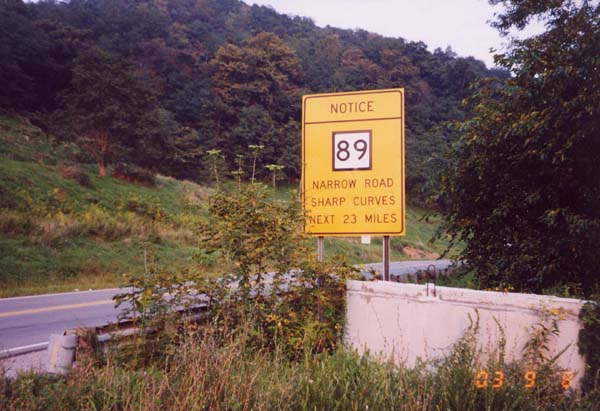 NOTICE
89
NARROW ROAD
SHARP CURVES
NEXT 23 MILES
03 9 8